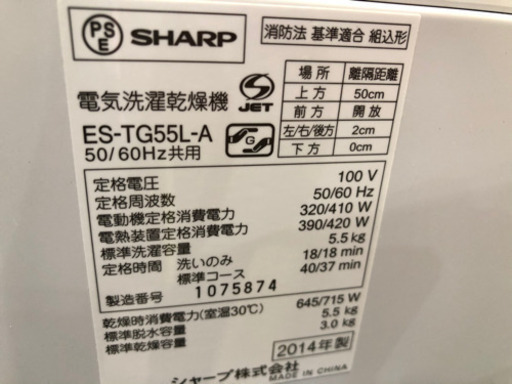 PSE SHARP
消防法 基準適合 組込形
場所 離隔距離
上方 50cm
前方 開放
左/右/後方 2cm
下方 0cm
電気洗濯乾燥機 S-JET
ES-TG55L-A
50/60Hz共用
定格電圧 100 V
定格周波数 50/60 Hz
電動機定格消費電力 320/410 W
電熱装置定格消費電力 390/420 W
標準洗濯容量 5.5kg
定格時間 洗いのみ 18/18 min
標準コース 40/37 min
製造番号 1075874
乾燥時消費電力(室温30℃) 645/715 W
標準脱水容量 5.5 kg
標準乾燥容量 3.0 kg
2014年製
シャープ株式会社
MADE IN CHINA